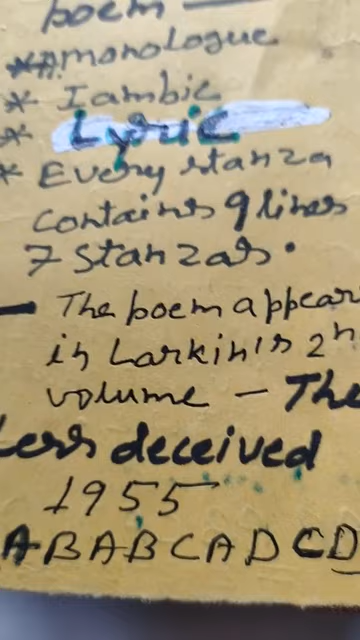 poem —
* A monologue
* Iambic
* Lyric
* Every stanza
contains 9 lines
7 stanzas.
— The poem appear
in Larkin's 2n
volume — The
Less deceived
1955
ABABCADCD